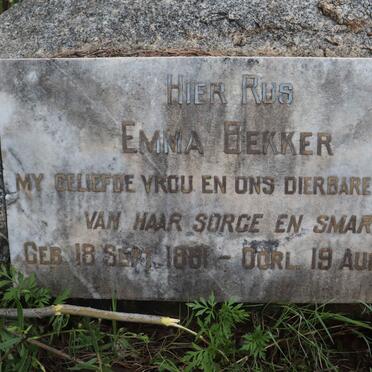 HIER RUS
EMMA BEKKER
MY GELIEFDE VROU EN ONS DIERBARE
VAN HAAR SORGE EN SMAR
GEB. 18 SEPT. 1881 - OORL. 19 AU